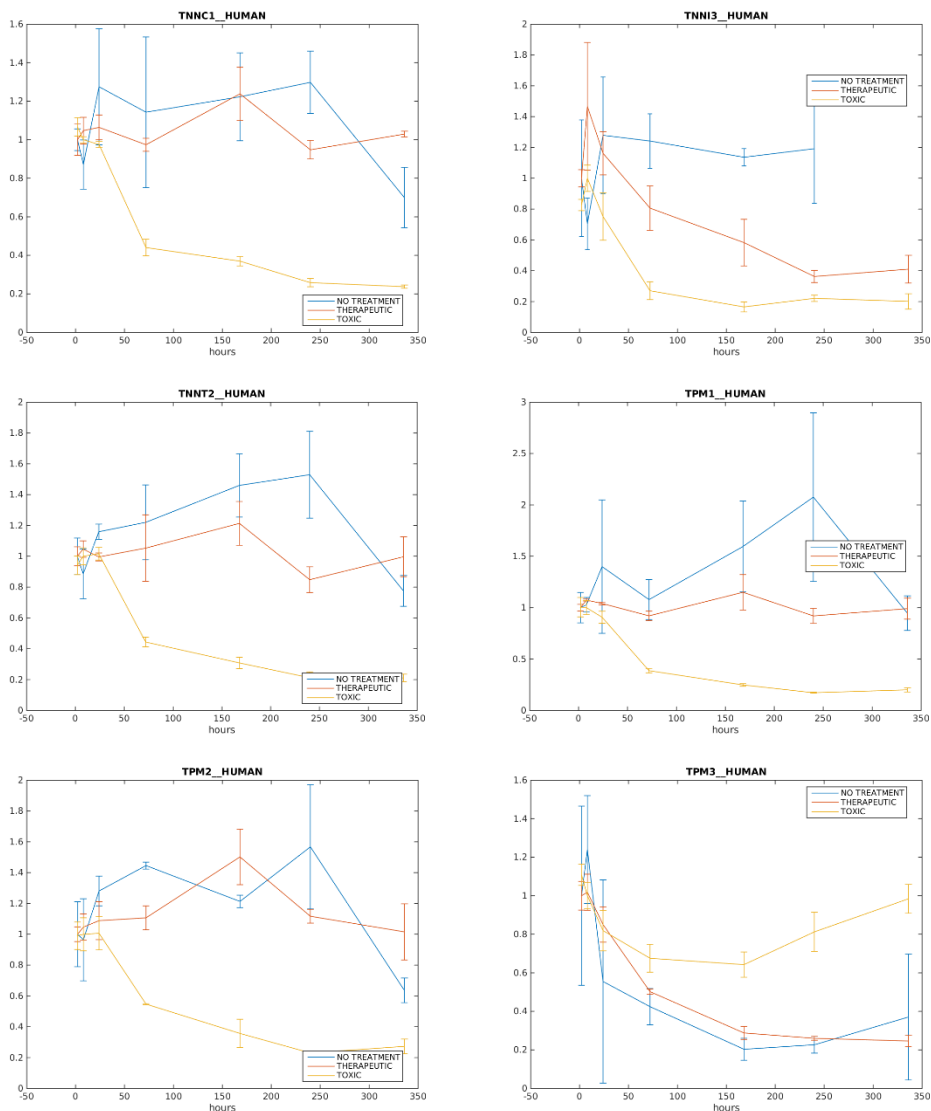 TNNC1__HUMAN
1.6
1.4
1.2
1
0.8
0.6
0.4
0.2
0
NO TREATMENT
THERAPEUTIC
TOXIC
-50 0 50 100 150 200 250 300 350
hours
TNNI3__HUMAN
2
1.8
1.6
1.4
1.2
1
0.8
0.6
0.4
0.2
0
NO TREATMENT
THERAPEUTIC
TOXIC
-50 0 50 100 150 200 250 300 350
hours
TNNT2__HUMAN
2
1.8
1.6
1.4
1.2
1
0.8
0.6
0.4
0.2
0
NO TREATMENT
THERAPEUTIC
TOXIC
-50 0 50 100 150 200 250 300 350
hours
TPM1__HUMAN
3
2.5
2
1.5
1
0.5
0
NO TREATMENT
THERAPEUTIC
TOXIC
-50 0 50 100 150 200 250 300 350
hours
TPM2__HUMAN
2
1.8
1.6
1.4
1.2
1
0.8
0.6
0.4
0.2
0
NO TREATMENT
THERAPEUTIC
TOXIC
-50 0 50 100 150 200 250 300 350
hours
TPM3__HUMAN
1.6
1.4
1.2
1
0.8
0.6
0.4
0.2
0
NO TREATMENT
THERAPEUTIC
TOXIC
-50 0 50 100 150 200 250 300 350
hours